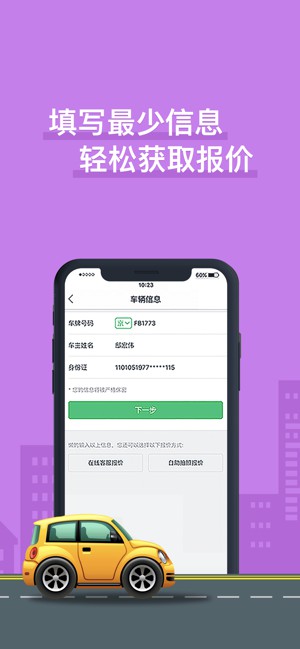 填写最少信息
轻松获取报价
60%
10:23
车辆信息
车牌号码 京 FB1773
车主姓名 邸宏伟
身份证 1101051977*****115
* 您的信息将被严格保密
下一步
懒的输入以上信息，您还可以选择以下报价方式:
在线客服报价 自助拍照报价